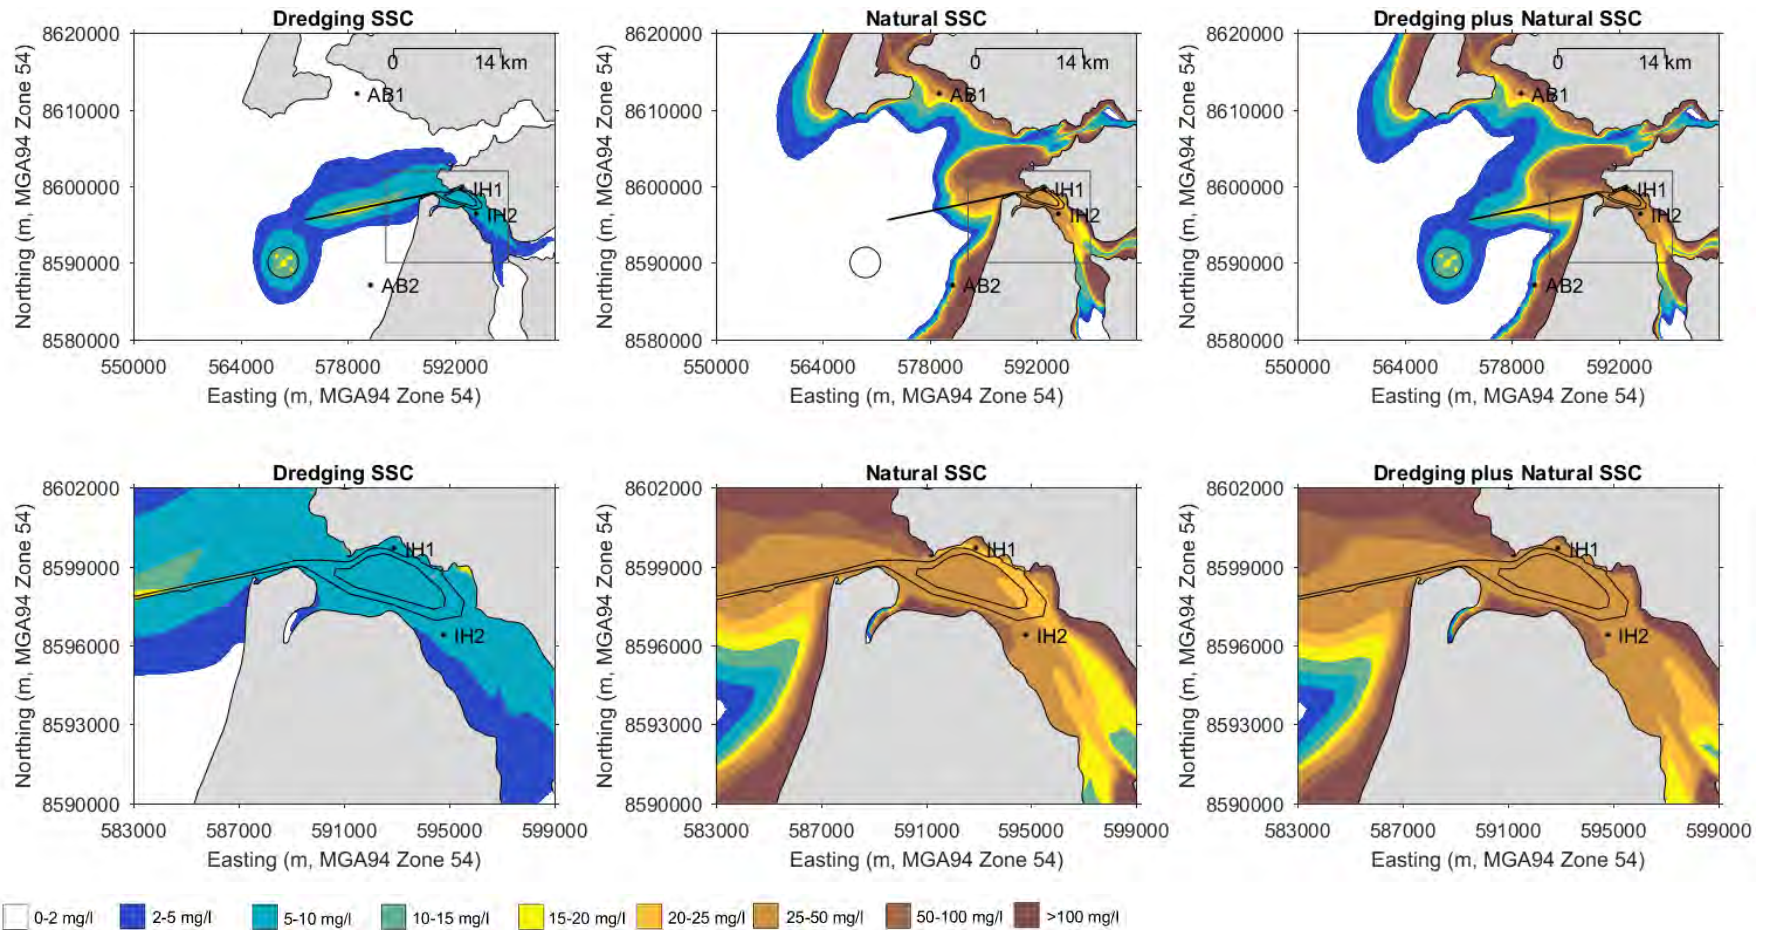 Dredging SSC
Natural SSC
Dredging plus Natural SSC
Northing (m, MGA94 Zone 54)
8620000
8610000
8600000
8590000
8580000
0 14 km
AB1
IH1
IH2
AB2
550000 564000 578000 592000
Easting (m, MGA94 Zone 54)
Northing (m, MGA94 Zone 54)
8620000
8610000
8600000
8590000
8580000
0 14 km
AB1
IH1
IH2
AB2
550000 564000 578000 592000
Easting (m, MGA94 Zone 54)
Northing (m, MGA94 Zone 54)
8620000
8610000
8600000
8590000
8580000
0 14 km
AB1
IH1
IH2
AB2
550000 564000 578000 592000
Easting (m, MGA94 Zone 54)
Dredging SSC
Natural SSC
Dredging plus Natural SSC
Northing (m, MGA94 Zone 54)
8602000
8599000
8596000
8593000
8590000
IH1
IH2
583000 587000 591000 595000 599000
Easting (m, MGA94 Zone 54)
Northing (m, MGA94 Zone 54)
8602000
8599000
8596000
8593000
8590000
IH1
IH2
583000 587000 591000 595000 599000
Easting (m, MGA94 Zone 54)
Northing (m, MGA94 Zone 54)
8602000
8599000
8596000
8593000
8590000
IH1
IH2
583000 587000 591000 595000 599000
Easting (m, MGA94 Zone 54)
0-2 mg/l 2-5 mg/l 5-10 mg/l 10-15 mg/l 15-20 mg/l 20-25 mg/l 25-50 mg/l 50-100 mg/l >100 mg/l